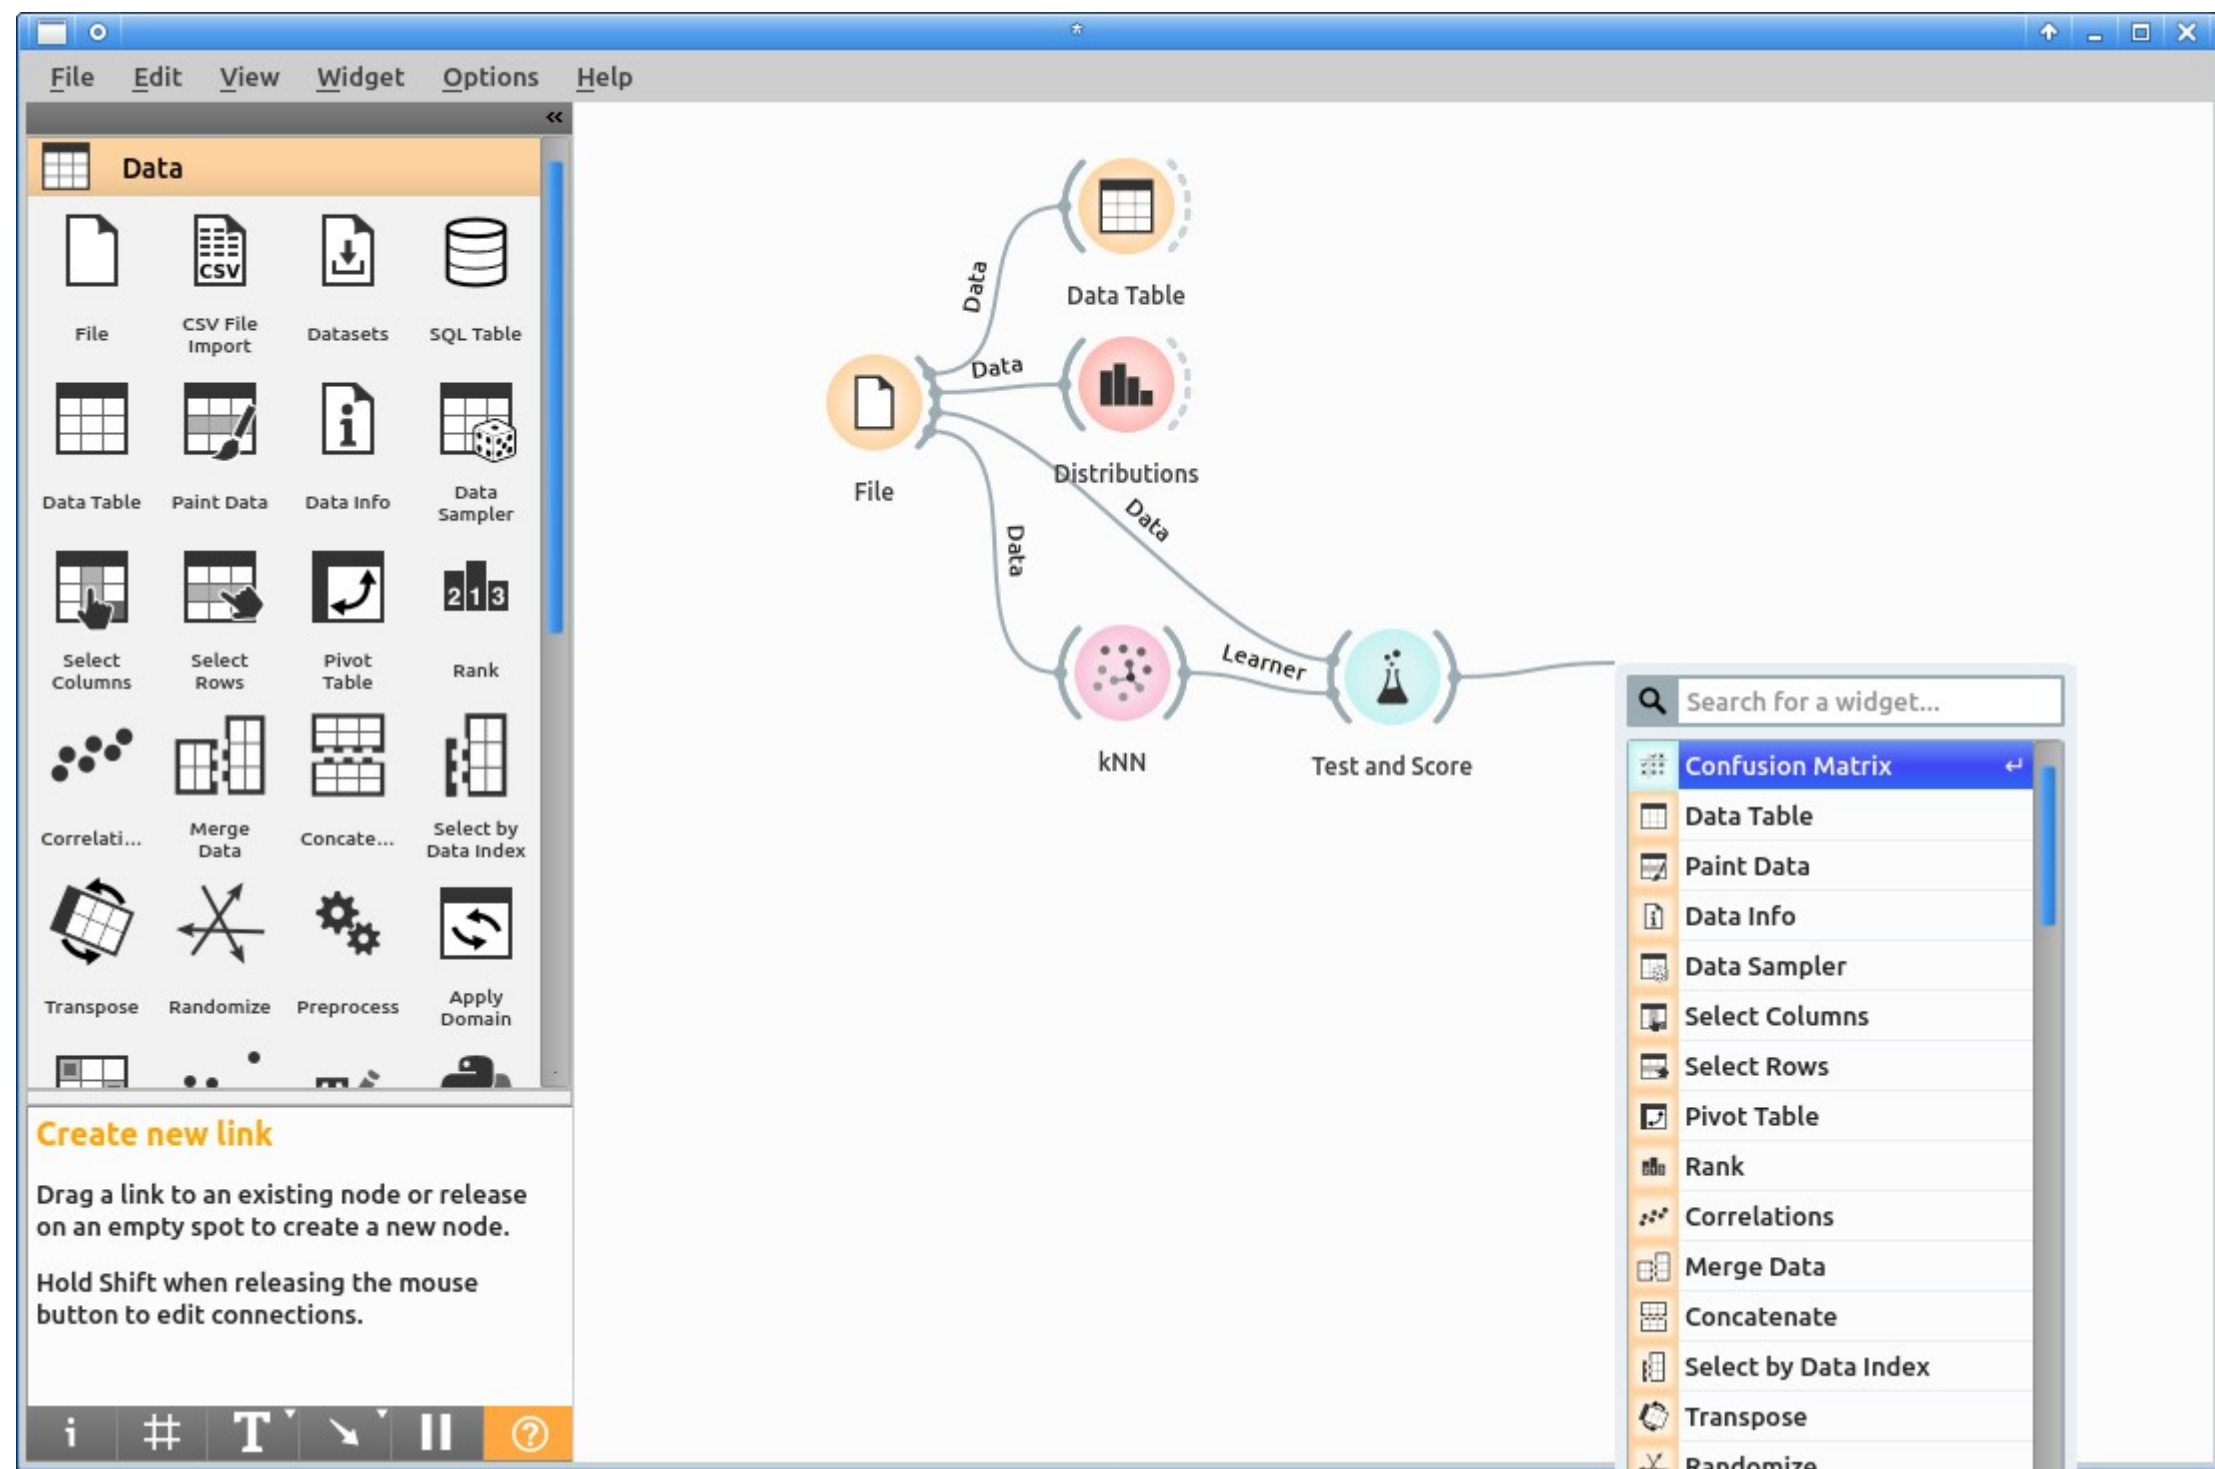 *
File Edit View Widget Options Help
«
Data
File
CSV
CSV File
Import
Datasets
SQL Table
Data Table
Paint Data
Data Info
Data
Sampler
Select
Columns
Select
Rows
Pivot
Table
2 1 3
Rank
Correlati...
Merge
Data
Concate...
Select by
Data Index
Transpose
Randomize
Preprocess
Apply
Domain
Create new link
Drag a link to an existing node or release
on an empty spot to create a new node.
Hold Shift when releasing the mouse
button to edit connections.
i # T ?
Data
Data Table
Data
Distributions
File
Data
Data
Learner
kNN
Test and Score
Search for a widget...
Confusion Matrix
Data Table
Paint Data
Data Info
Data Sampler
Select Columns
Select Rows
Pivot Table
Rank
Correlations
Merge Data
Concatenate
Select by Data Index
Transpose
Randomize